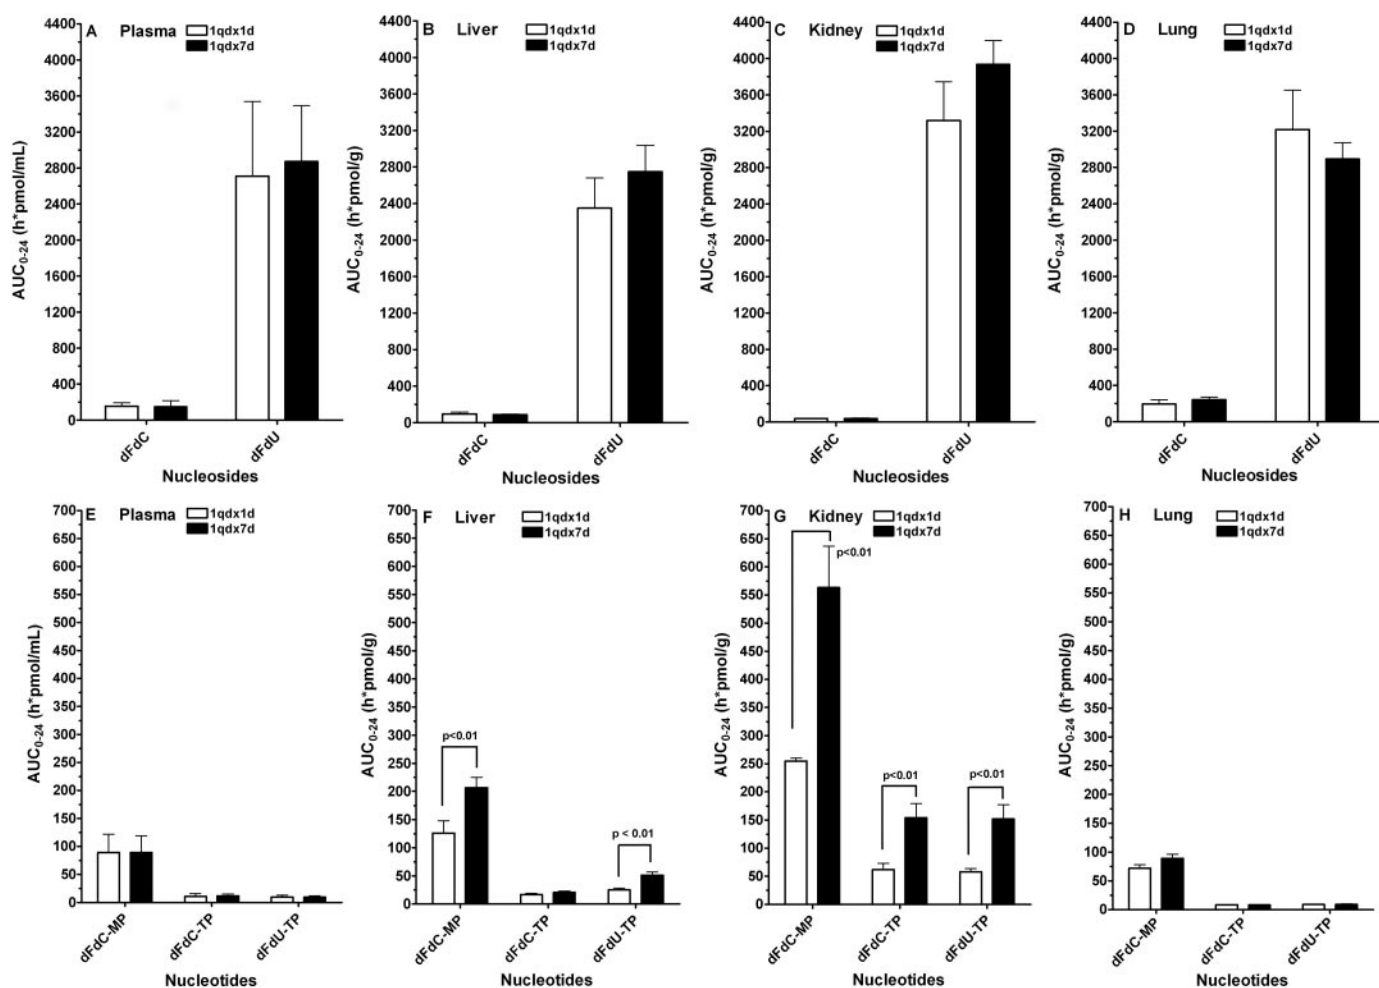 A Plasma
1qdx1d
1qdx7d
AUC0-24 (h*pmol/mL)
4400
4000
3600
3200
2800
2400
2000
1600
1200
800
400
0
dFdC
dFdU
Nucleosides
B Liver
1qdx1d
1qdx7d
AUC0-24 (h*pmol/g)
4400
4000
3600
3200
2800
2400
2000
1600
1200
800
400
0
dFdC
dFdU
Nucleosides
C Kidney
1qdx1d
1qdx7d
AUC0-24 (h*pmol/g)
4400
4000
3600
3200
2800
2400
2000
1600
1200
800
400
0
dFdC
dFdU
Nucleosides
D Lung
1qdx1d
1qdx7d
AUC0-24 (h*pmol/g)
4400
4000
3600
3200
2800
2400
2000
1600
1200
800
400
0
dFdC
dFdU
Nucleosides
E Plasma
1qdx1d
1qdx7d
AUC0-24 (h*pmol/mL)
700
650
600
550
500
450
400
350
300
250
200
150
100
50
0
dFdC-MP
dFdC-TP
dFdU-TP
Nucleotides
F Liver
1qdx1d
1qdx7d
AUC0-24 (h*pmol/g)
700
650
600
550
500
450
400
350
300
250
200
150
100
50
0
p<0.01
p < 0.01
dFdC-MP
dFdC-TP
dFdU-TP
Nucleotides
G Kidney
1qdx1d
1qdx7d
AUC0-24 (h*pmol/g)
700
650
600
550
500
450
400
350
300
250
200
150
100
50
0
p<0.01
p<0.01
p<0.01
dFdC-MP
dFdC-TP
dFdU-TP
Nucleotides
H Lung
1qdx1d
1qdx7d
AUC0-24 (h*pmol/g)
700
650
600
550
500
450
400
350
300
250
200
150
100
50
0
dFdC-MP
dFdC-TP
dFdU-TP
Nucleotides